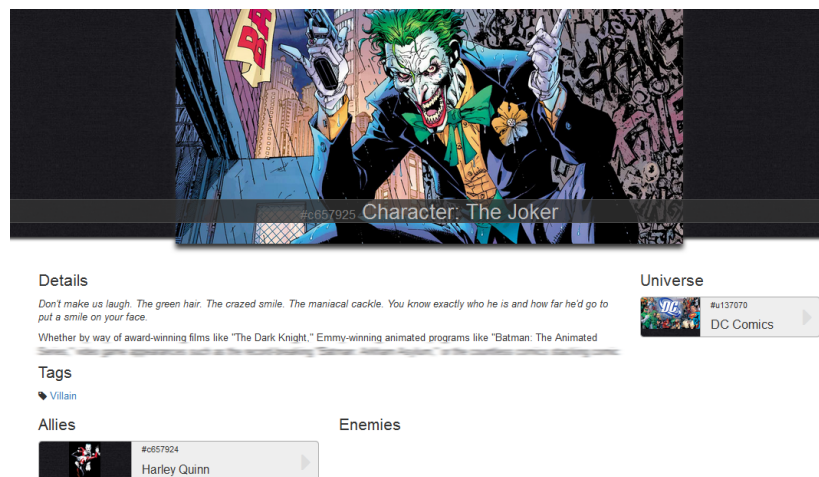 BA
#c657925 - Character: The Joker
Details
Don't make us laugh. The green hair. The crazed smile. The maniacal cackle. You know exactly who he is and how far he'd go to
put a smile on your face.
Whether by way of award-winning films like "The Dark Knight," Emmy-winning animated programs like "Batman: The Animated
Tags
Villain
Allies
#c657924
Harley Quinn
Enemies
Universe
DC
#u137070
DC Comics